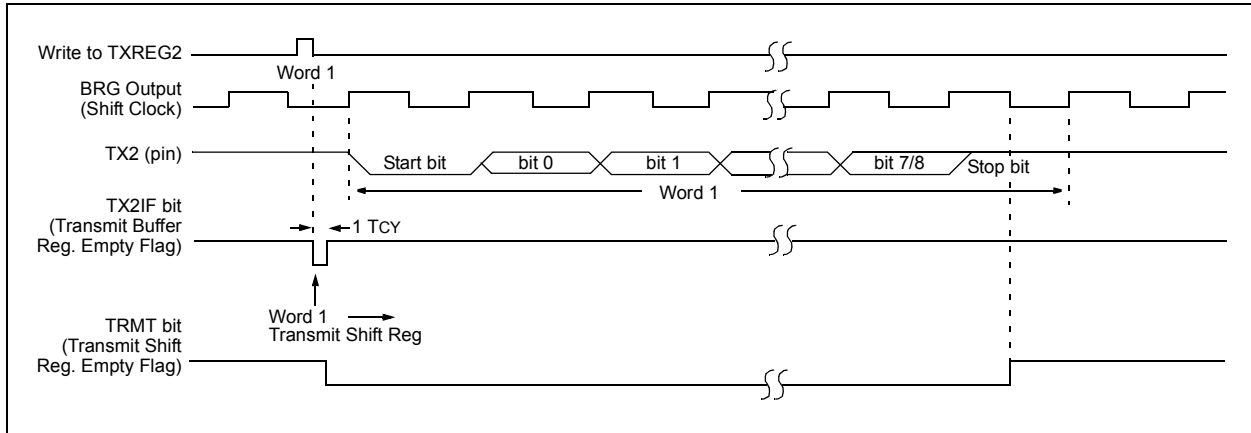 Write to TXREG2
Word 1
BRG Output
(Shift Clock)
TX2 (pin)
Start bit
bit 0
bit 1
bit 7/8
Stop bit
Word 1
TX2IF bit
(Transmit Buffer
Reg. Empty Flag)
1 TCY
Word 1
Transmit Shift Reg
TRMT bit
(Transmit Shift
Reg. Empty Flag)